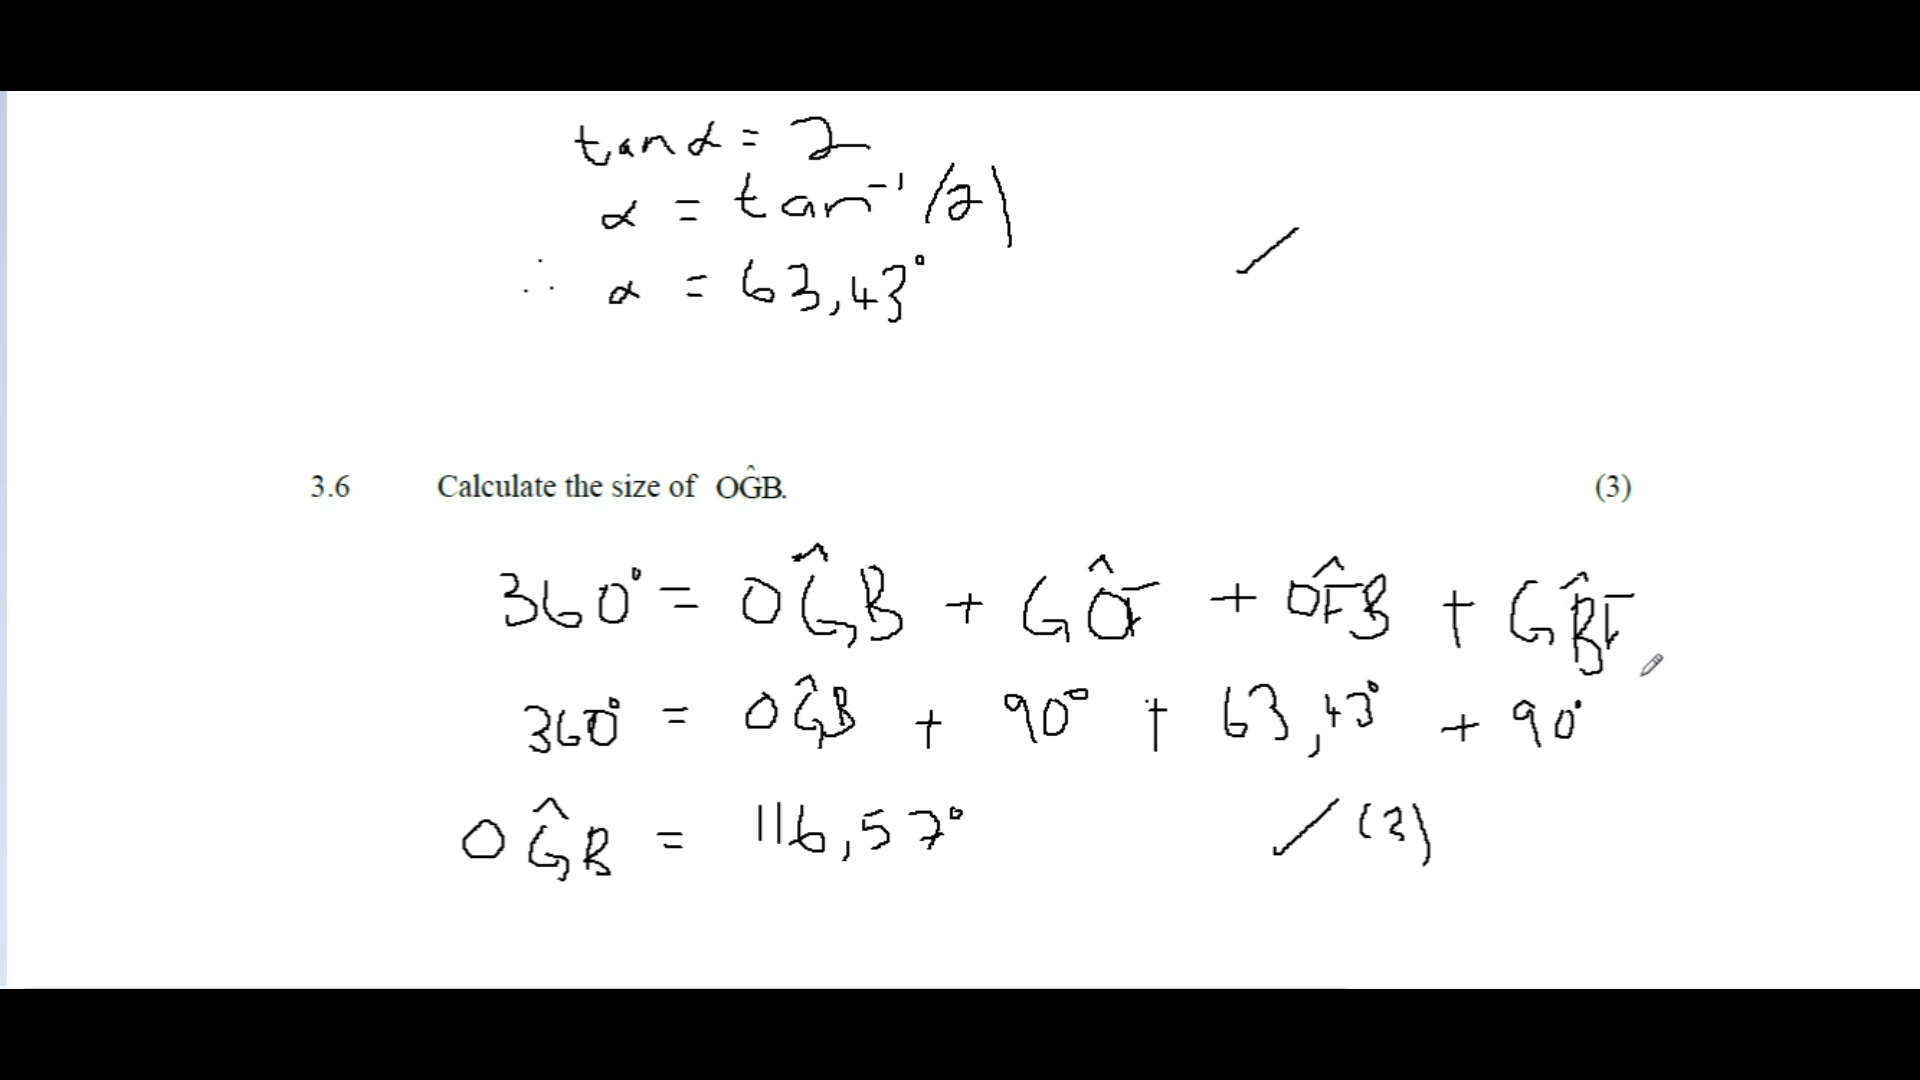 tan α = 2
α = tan⁻¹(2)
∴ α = 63,43°
3.6 Calculate the size of OĜB. (3)
360° = OĜB + GÔF + OF̂B + GB̂F
360° = OĜB + 90° + 63,43° + 90°
OĜB = 116,57° ✓ (3)